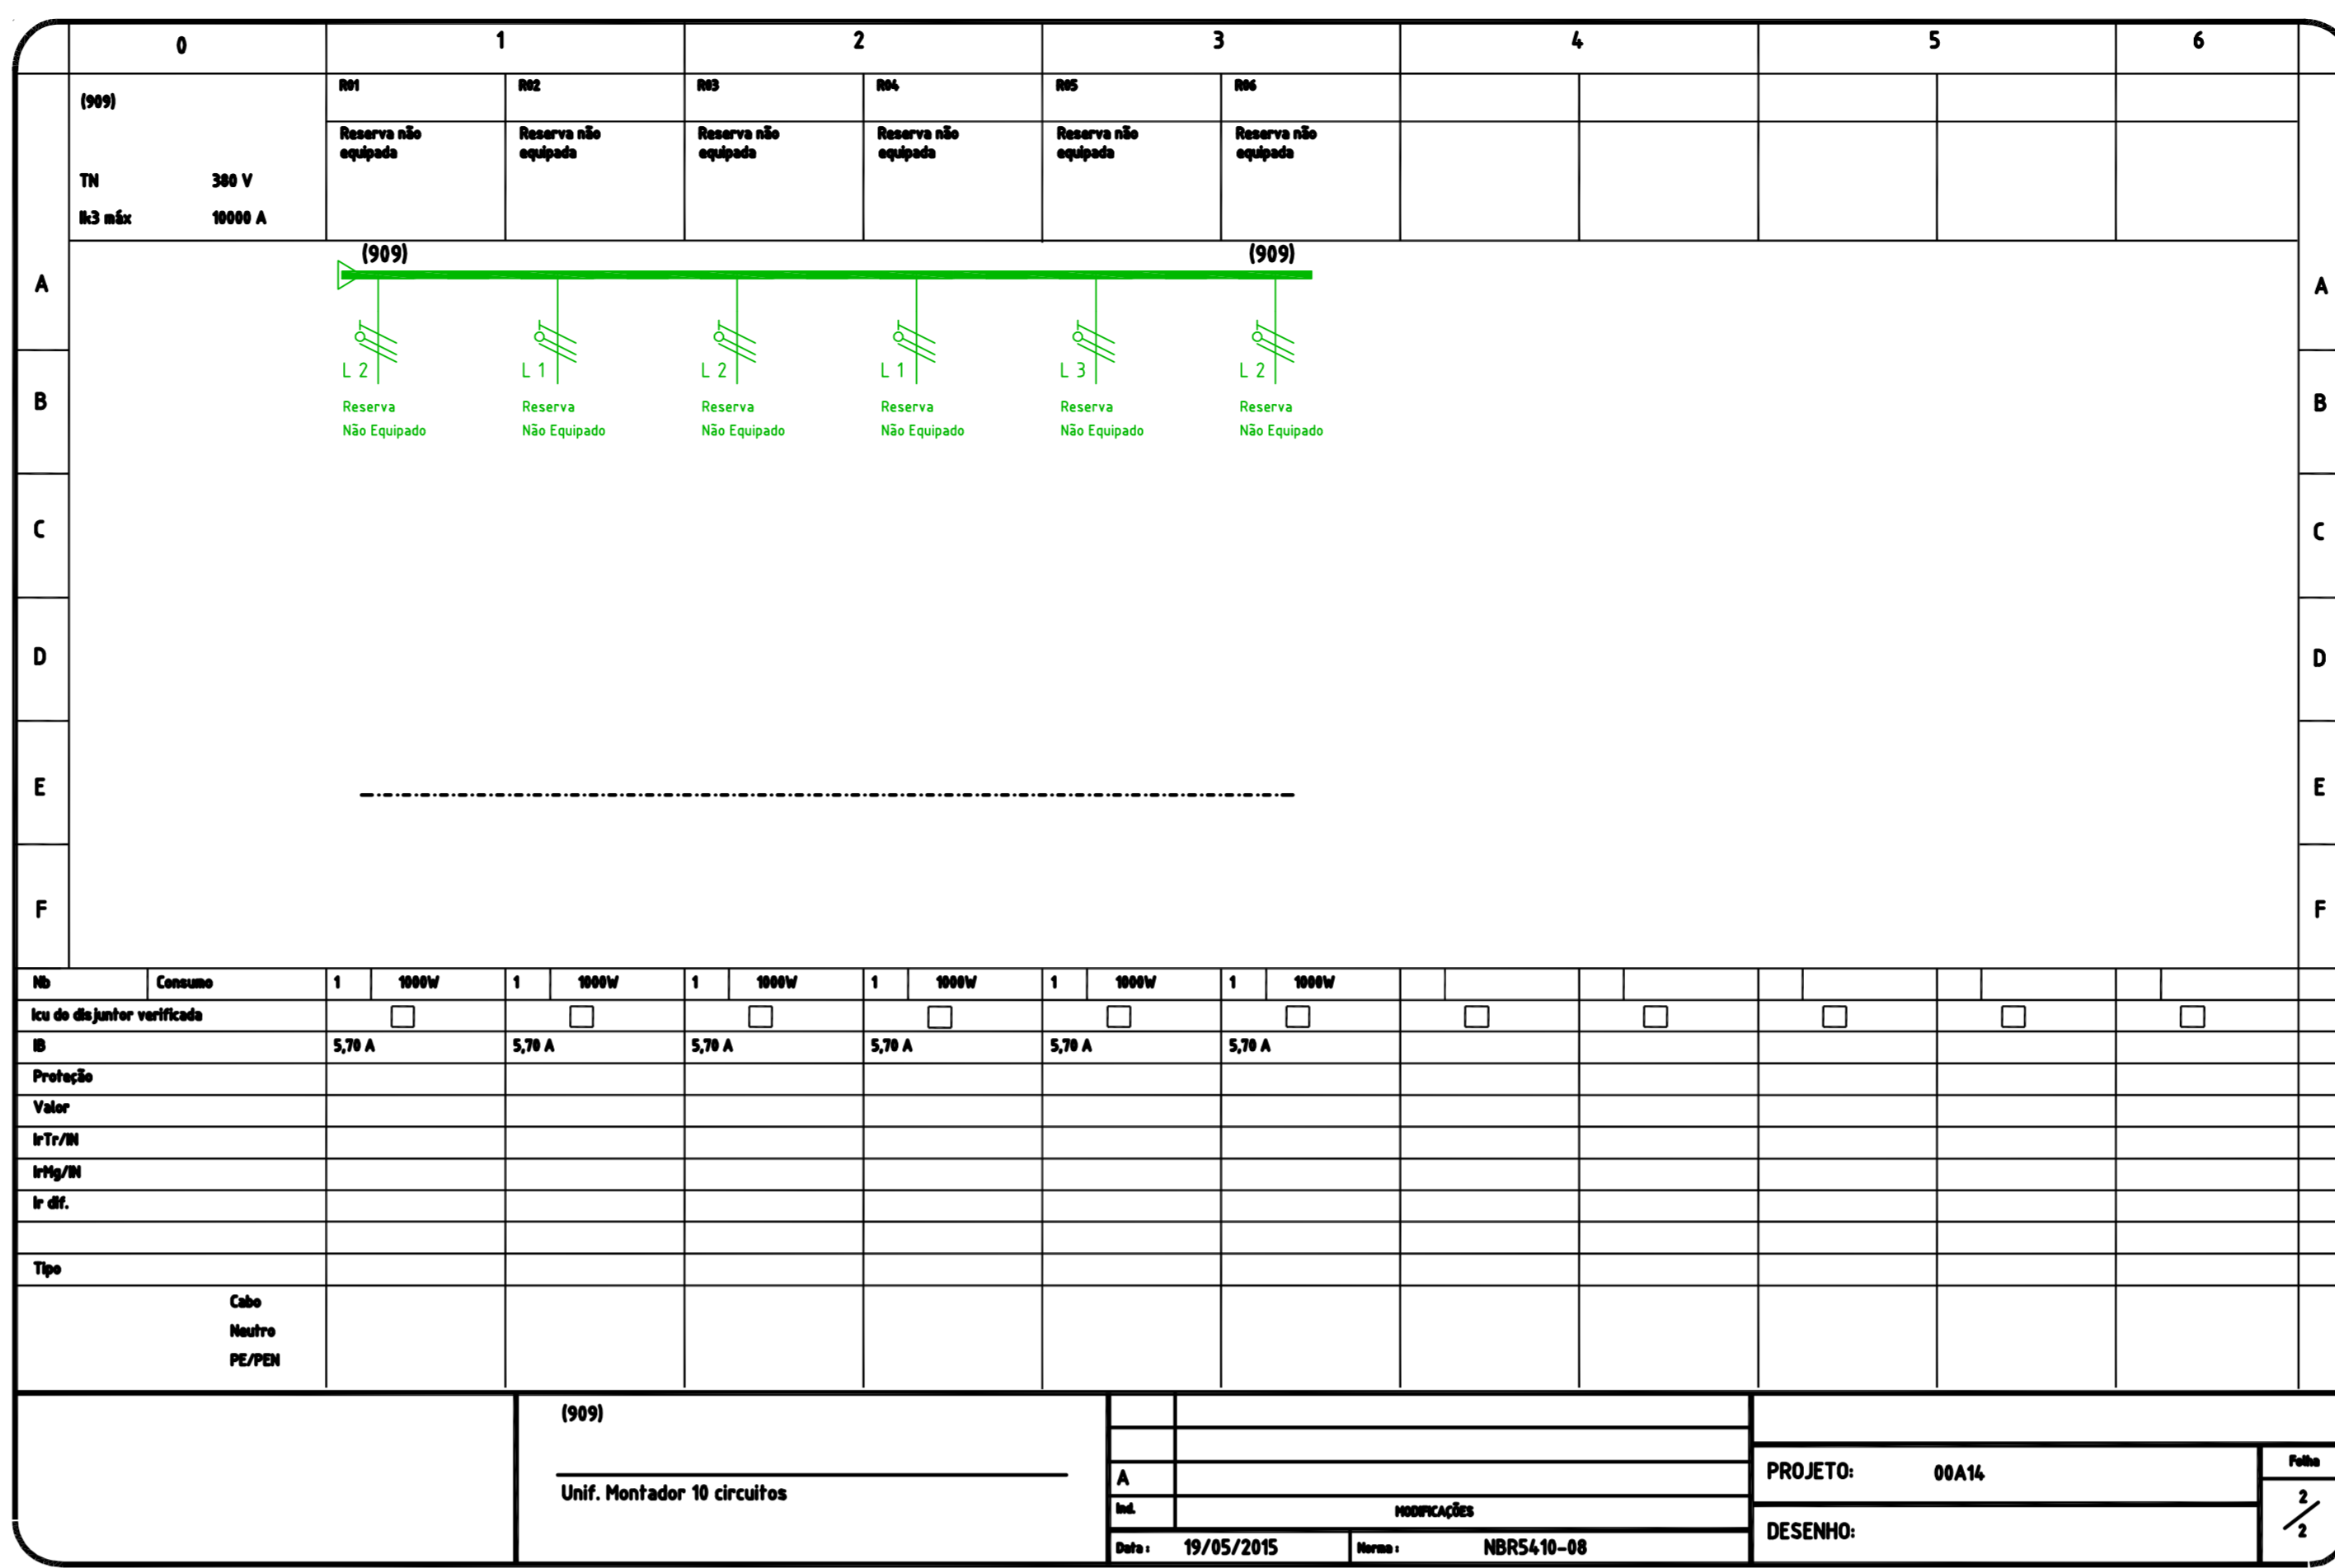 0 1 2 3 4 5 6
(909) R01 R02 R03 R04 R05 R06
Reserva não Reserva não Reserva não Reserva não Reserva não Reserva não
equipada equipada equipada equipada equipada equipada
TN 380 V
Ik3 máx 10000 A
(909) (909)
A A
L 2 L 1 L 2 L 1 L 3 L 2
B Reserva Reserva Reserva Reserva Reserva Reserva B
Não Equipado Não Equipado Não Equipado Não Equipado Não Equipado Não Equipado
C C
D D
E E
F F
Nb Consumo 1 1000W 1 1000W 1 1000W 1 1000W 1 1000W 1 1000W
Icu do disjuntor verificada
IB 5,70 A 5,70 A 5,70 A 5,70 A 5,70 A 5,70 A
Proteção
Valor
IrTr/IN
IrMg/IN
Ir dif.
Tipo
Cabo
Neutro
PE/PEN
(909)
Unif. Montador 10 circuitos
A
Ind. MODIFICAÇÕES
Data : 19/05/2015 Norma : NBR5410-08
PROJETO: 00A14
DESENHO:
Folha
2
/
2